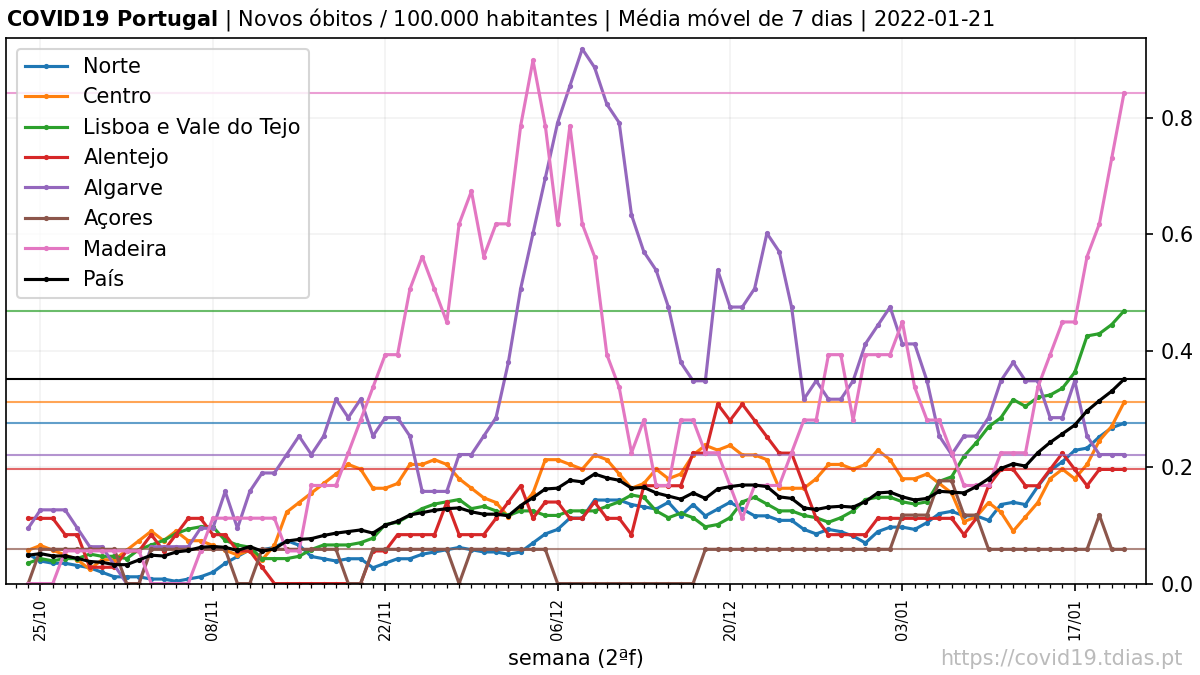 COVID19 Portugal | Novos óbitos / 100.000 habitantes | Média móvel de 7 dias | 2022-01-21
Norte
Centro
Lisboa e Vale do Tejo
Alentejo
Algarve
Açores
Madeira
País
0.8
0.6
0.4
0.2
0.0
25/10
08/11
22/11
06/12
20/12
03/01
17/01
semana (2ªf)
https://covid19.tdias.pt